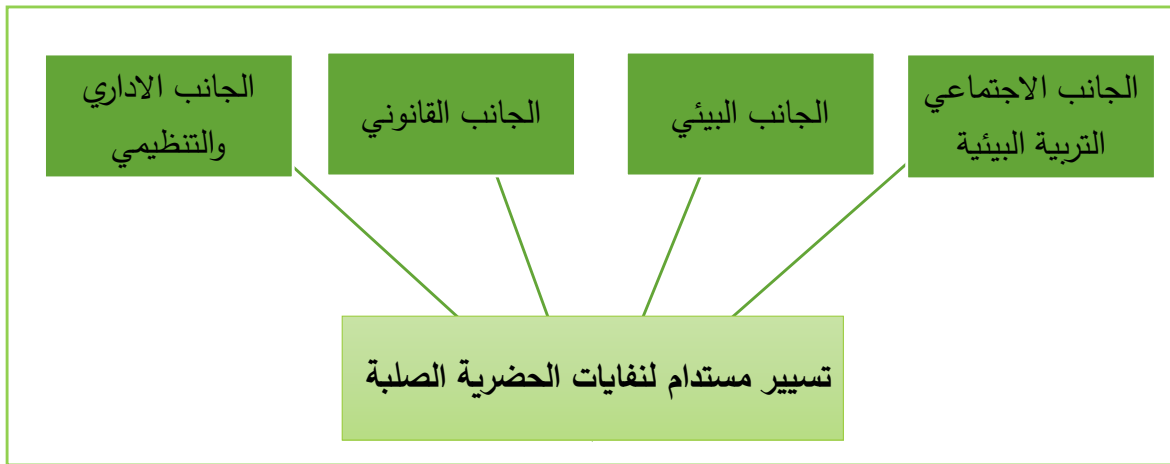 الجانب الاجتماعي
التربية البيئية
الجانب البيئي
الجانب القانوني
الجانب الاداري
والتنظيمي
تسيير مستدام لنفايات الحضرية الصلبة